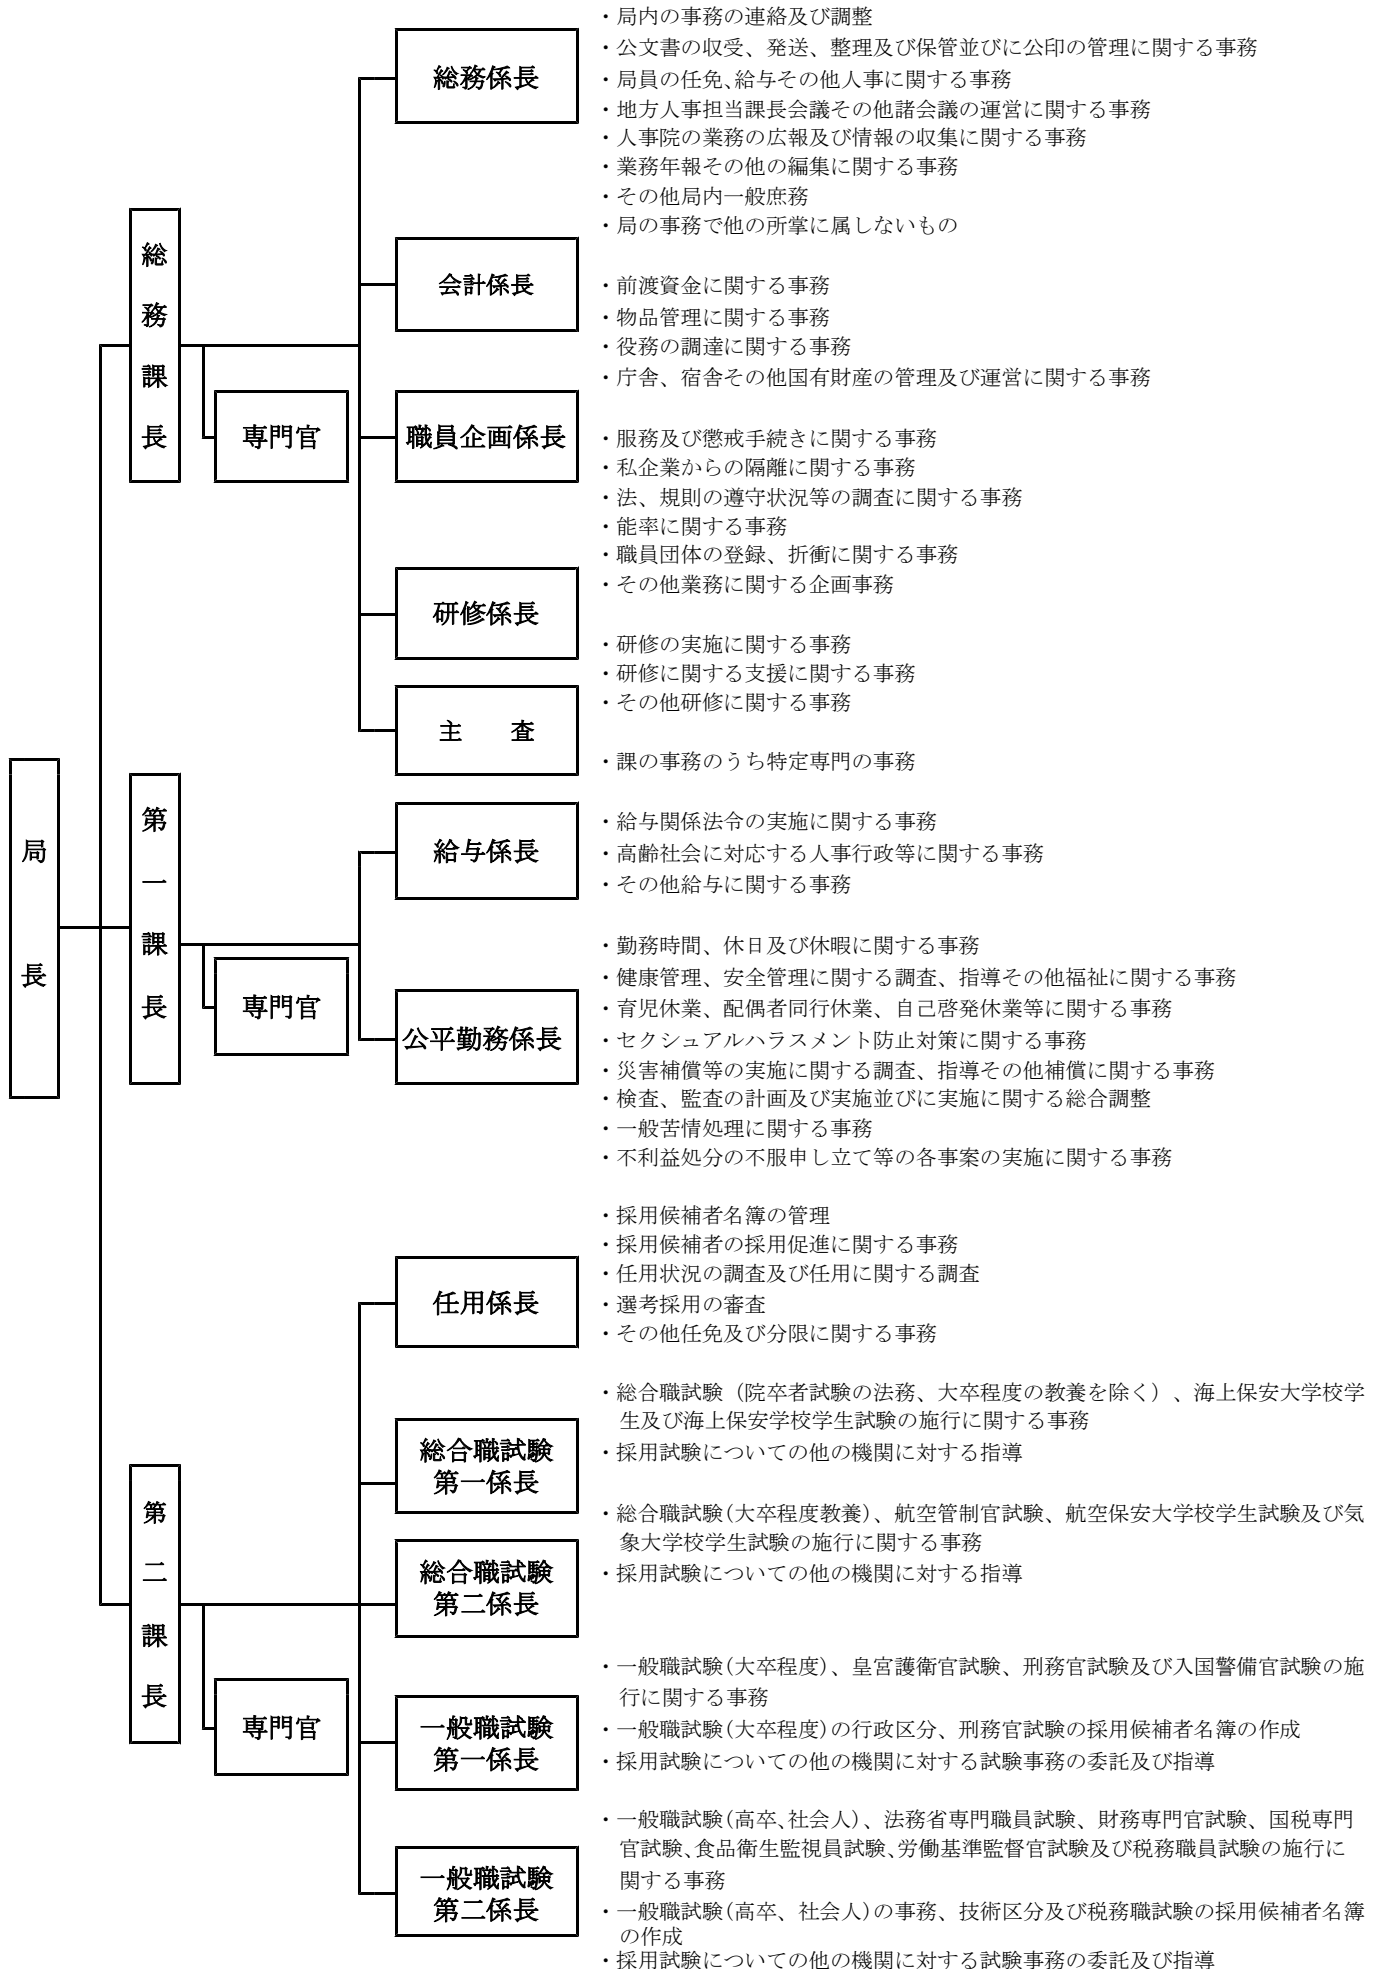 局長
総務課長
専門官
総務係長
・局内の事務の連絡及び調整
・公文書の収受、発送、整理及び保管並びに公印の管理に関する事務
・局員の任免、給与その他人事に関する事務
・地方人事担当課長会議その他諸会議の運営に関する事務
・人事院の業務の広報及び情報の収集に関する事務
・業務年報その他の編集に関する事務
・その他局内一般庶務
・局の事務で他の所掌に属しないもの
会計係長
・前渡資金に関する事務
・物品管理に関する事務
・役務の調達に関する事務
・庁舎、宿舎その他国有財産の管理及び運営に関する事務
職員企画係長
・服務及び懲戒手続きに関する事務
・私企業からの隔離に関する事務
・法、規則の遵守状況等の調査に関する事務
・能率に関する事務
・職員団体の登録、折衝に関する事務
・その他業務に関する企画事務
研修係長
・研修の実施に関する事務
・研修に関する支援に関する事務
・その他研修に関する事務
主　査
・課の事務のうち特定専門の事務
第一課長
専門官
給与係長
・給与関係法令の実施に関する事務
・高齢社会に対応する人事行政等に関する事務
・その他給与に関する事務
公平勤務係長
・勤務時間、休日及び休暇に関する事務
・健康管理、安全管理に関する調査、指導その他福祉に関する事務
・育児休業、配偶者同行休業、自己啓発休業等に関する事務
・セクシュアルハラスメント防止対策に関する事務
・災害補償等の実施に関する調査、指導その他補償に関する事務
・検査、監査の計画及び実施並びに実施に関する総合調整
・一般苦情処理に関する事務
・不利益処分の不服申し立て等の各事案の実施に関する事務
第二課長
専門官
任用係長
・採用候補者名簿の管理
・採用候補者の採用促進に関する事務
・任用状況の調査及び任用に関する調査
・選考採用の審査
・その他任免及び分限に関する事務
総合職試験
第一係長
・総合職試験（院卒者試験の法務、大卒程度の教養を除く）、海上保安大学校学
生及び海上保安学校学生試験の施行に関する事務
・採用試験についての他の機関に対する指導
総合職試験
第二係長
・総合職試験(大卒程度教養)、航空管制官試験、航空保安大学校学生試験及び気
象大学校学生試験の施行に関する事務
・採用試験についての他の機関に対する指導
一般職試験
第一係長
・一般職試験(大卒程度)、皇宮護衛官試験、刑務官試験及び入国警備官試験の施
行に関する事務
・一般職試験(大卒程度)の行政区分、刑務官試験の採用候補者名簿の作成
・採用試験についての他の機関に対する試験事務の委託及び指導
一般職試験
第二係長
・一般職試験(高卒、社会人)、法務省専門職員試験、財務専門官試験、国税専門
官試験、食品衛生監視員試験、労働基準監督官試験及び税務職員試験の施行に
関する事務
・一般職試験(高卒、社会人)の事務、技術区分及び税務職試験の採用候補者名簿
の作成
・採用試験についての他の機関に対する試験事務の委託及び指導